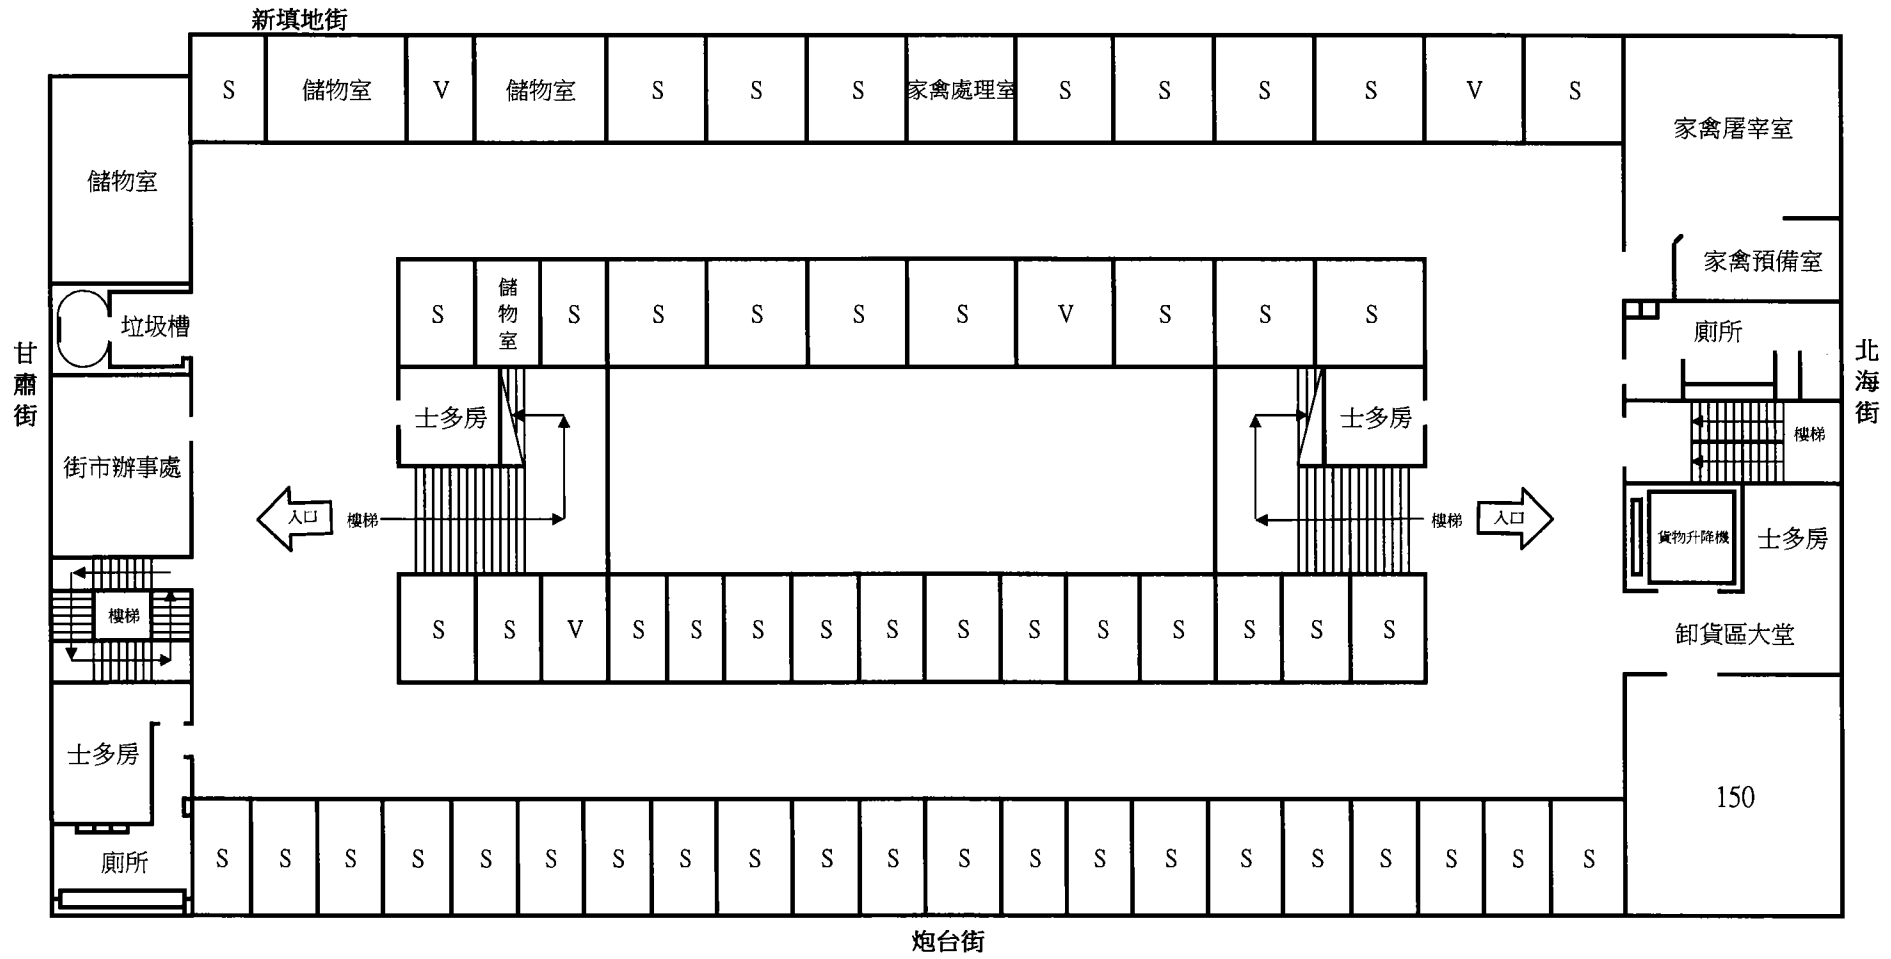 新填地街
S 儲物室 V 儲物室 S S S 家禽處理室 S S S S V S
家禽屠宰室
儲物室
家禽預備室
S 儲物室 S S S S V S S S
垃圾槽
廁所
甘肅街
北海街
士多房
士多房
樓梯
街市辦事處
入口 樓梯
樓梯 入口
貨物升降機
士多房
樓梯
S S V S S S S S S S S S S S S
卸貨區大堂
士多房
150
廁所
S S S S S S S S S S S S S S S S S S S S S
炮台街